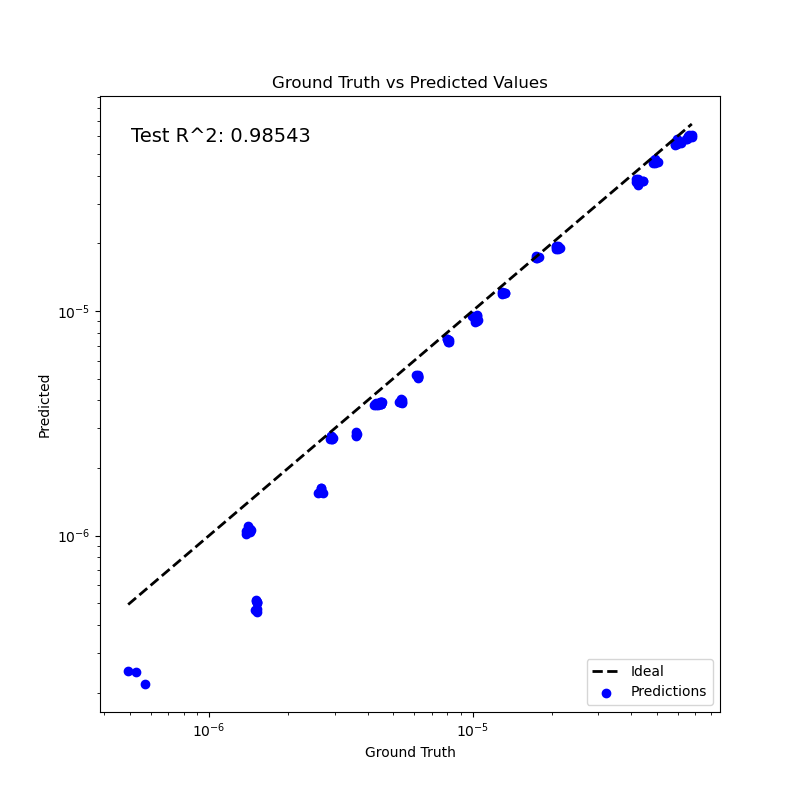 Ground Truth vs Predicted Values
Test R^2: 0.98543
Predicted
10⁻⁵
10⁻⁶
Ideal
Predictions
10⁻⁶
10⁻⁵
Ground Truth